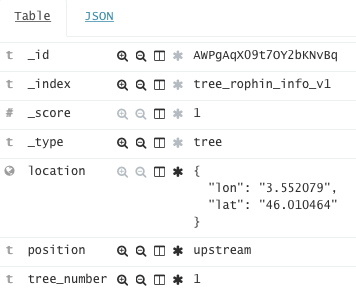 Table JSON
t _id AWPgAqXO9t7OY2bKNvBq
t _index tree_rophin_info_v1
# _score 1
t _type tree
location {
"lon": "3.552079",
"lat": "46.010464"
}
t position upstream
t tree_number 1